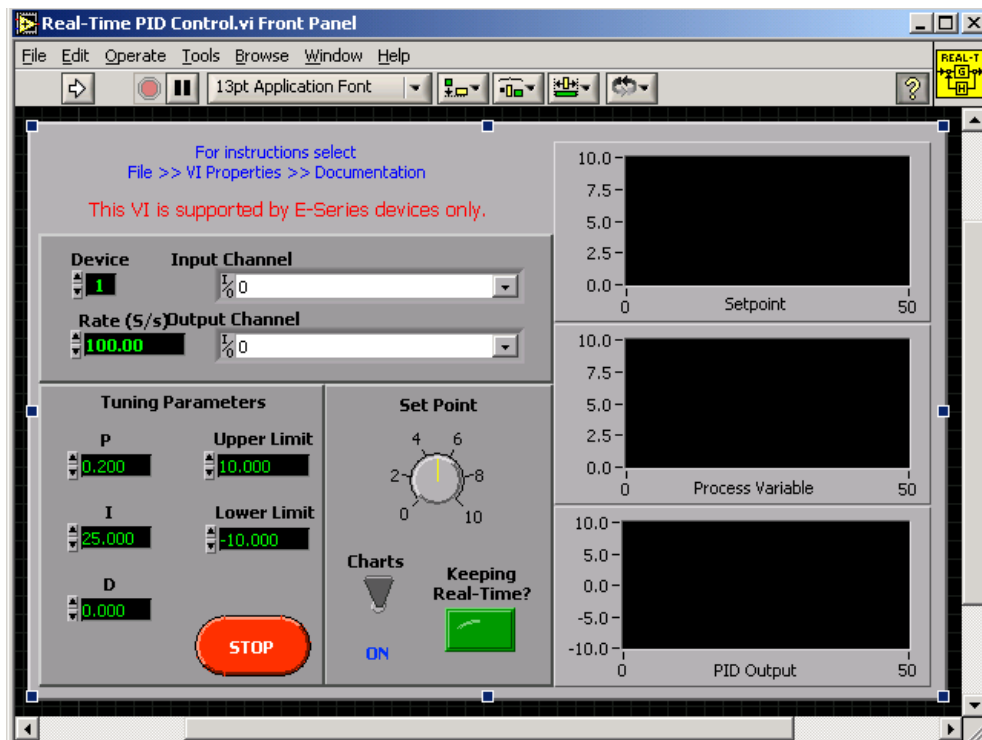 Real-Time PID Control.vi Front Panel
File Edit Operate Tools Browse Window Help
13pt Application Font
?
REAL-T
G
H
For instructions select
File >> VI Properties >> Documentation
This VI is supported by E-Series devices only.
Device Input Channel
1 I/O 0
Rate (S/s) Output Channel
100.00 I/O 0
Tuning Parameters
P Upper Limit
0.200 10.000
I Lower Limit
25.000 -10.000
D
0.000
STOP
Set Point
4 6
2 8
0 10
Charts
ON
Keeping
Real-Time?
10.0
7.5
5.0
2.5
0.0
0 Setpoint 50
10.0
7.5
5.0
2.5
0.0
0 Process Variable 50
10.0
5.0
0.0
-5.0
-10.0
0 PID Output 50